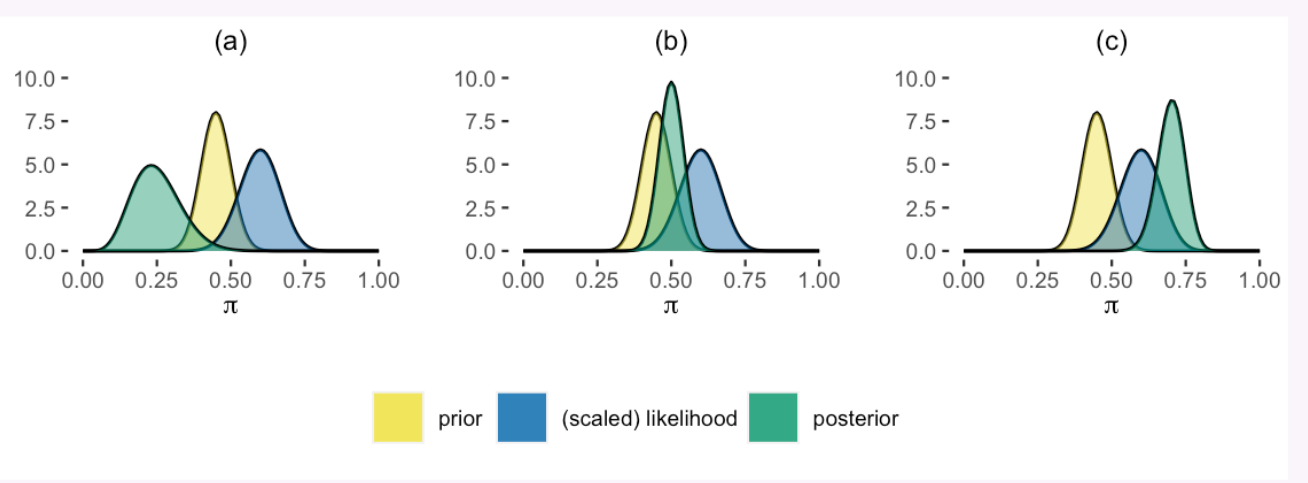 (a) (b) (c)
10.0 10.0 10.0
7.5 7.5 7.5
5.0 5.0 5.0
2.5 2.5 2.5
0.0 0.0 0.0
0.00 0.25 0.50 0.75 1.00 0.00 0.25 0.50 0.75 1.00 0.00 0.25 0.50 0.75 1.00
π π π
prior (scaled) likelihood posterior